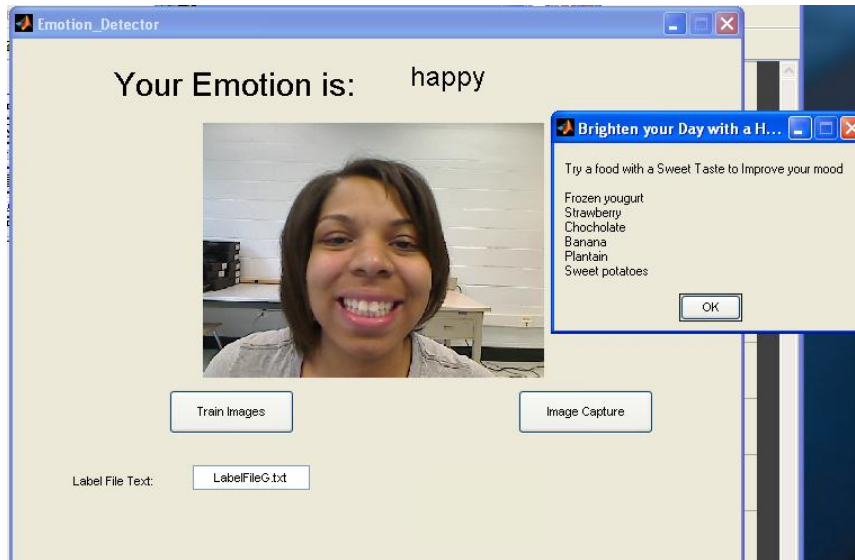 Emotion_Detector
Your Emotion is: happy
Brighten your Day with a H...
Try a food with a Sweet Taste to Improve your mood
Frozen yougurt
Strawberry
Chocholate
Banana
Plantain
Sweet potatoes
OK
Train Images
Image Capture
Label File Text: LabelFileG.txt